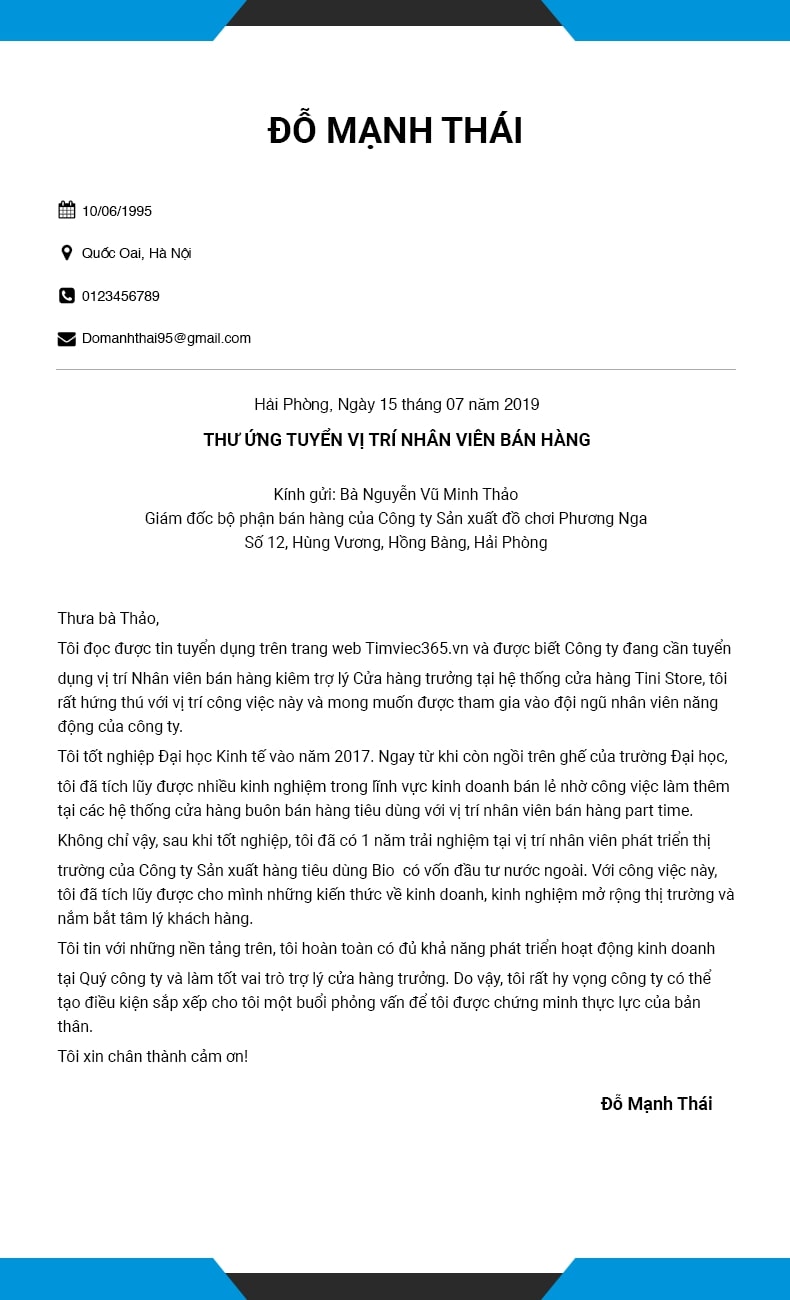 ĐỖ MẠNH THÁI
10/06/1995
Quốc Oai, Hà Nội
0123456789
Domanhthai95@gmail.com
Hải Phòng, Ngày 15 tháng 07 năm 2019
THƯ ỨNG TUYỂN VỊ TRÍ NHÂN VIÊN BÁN HÀNG
Kính gửi: Bà Nguyễn Vũ Minh Thảo
Giám đốc bộ phận bán hàng của Công ty Sản xuất đồ chơi Phương Nga
Số 12, Hùng Vương, Hồng Bàng, Hải Phòng
Thưa bà Thảo,
Tôi đọc được tin tuyển dụng trên trang web Timviec365.vn và được biết Công ty đang cần tuyển
dụng vị trí Nhân viên bán hàng kiêm trợ lý Cửa hàng trưởng tại hệ thống cửa hàng Tini Store, tôi
rất hứng thú với vị trí công việc này và mong muốn được tham gia vào đội ngũ nhân viên năng
động của công ty.
Tôi tốt nghiệp Đại học Kinh tế vào năm 2017. Ngay từ khi còn ngồi trên ghế của trường Đại học,
tôi đã tích lũy được nhiều kinh nghiệm trong lĩnh vực kinh doanh bán lẻ nhờ công việc làm thêm
tại các hệ thống cửa hàng buôn bán hàng tiêu dùng với vị trí nhân viên bán hàng part time.
Không chỉ vậy, sau khi tốt nghiệp, tôi đã có 1 năm trải nghiệm tại vị trí nhân viên phát triển thị
trường của Công ty Sản xuất hàng tiêu dùng Bio  có vốn đầu tư nước ngoài. Với công việc này,
tôi đã tích lũy được cho mình những kiến thức về kinh doanh, kinh nghiệm mở rộng thị trường và
nắm bắt tâm lý khách hàng.
Tôi tin với những nền tảng trên, tôi hoàn toàn có đủ khả năng phát triển hoạt động kinh doanh
tại Quý công ty và làm tốt vai trò trợ lý cửa hàng trưởng. Do vậy, tôi rất hy vọng công ty có thể
tạo điều kiện sắp xếp cho tôi một buổi phỏng vấn để tôi được chứng minh thực lực của bản
thân.
Tôi xin chân thành cảm ơn!
Đỗ Mạnh Thái